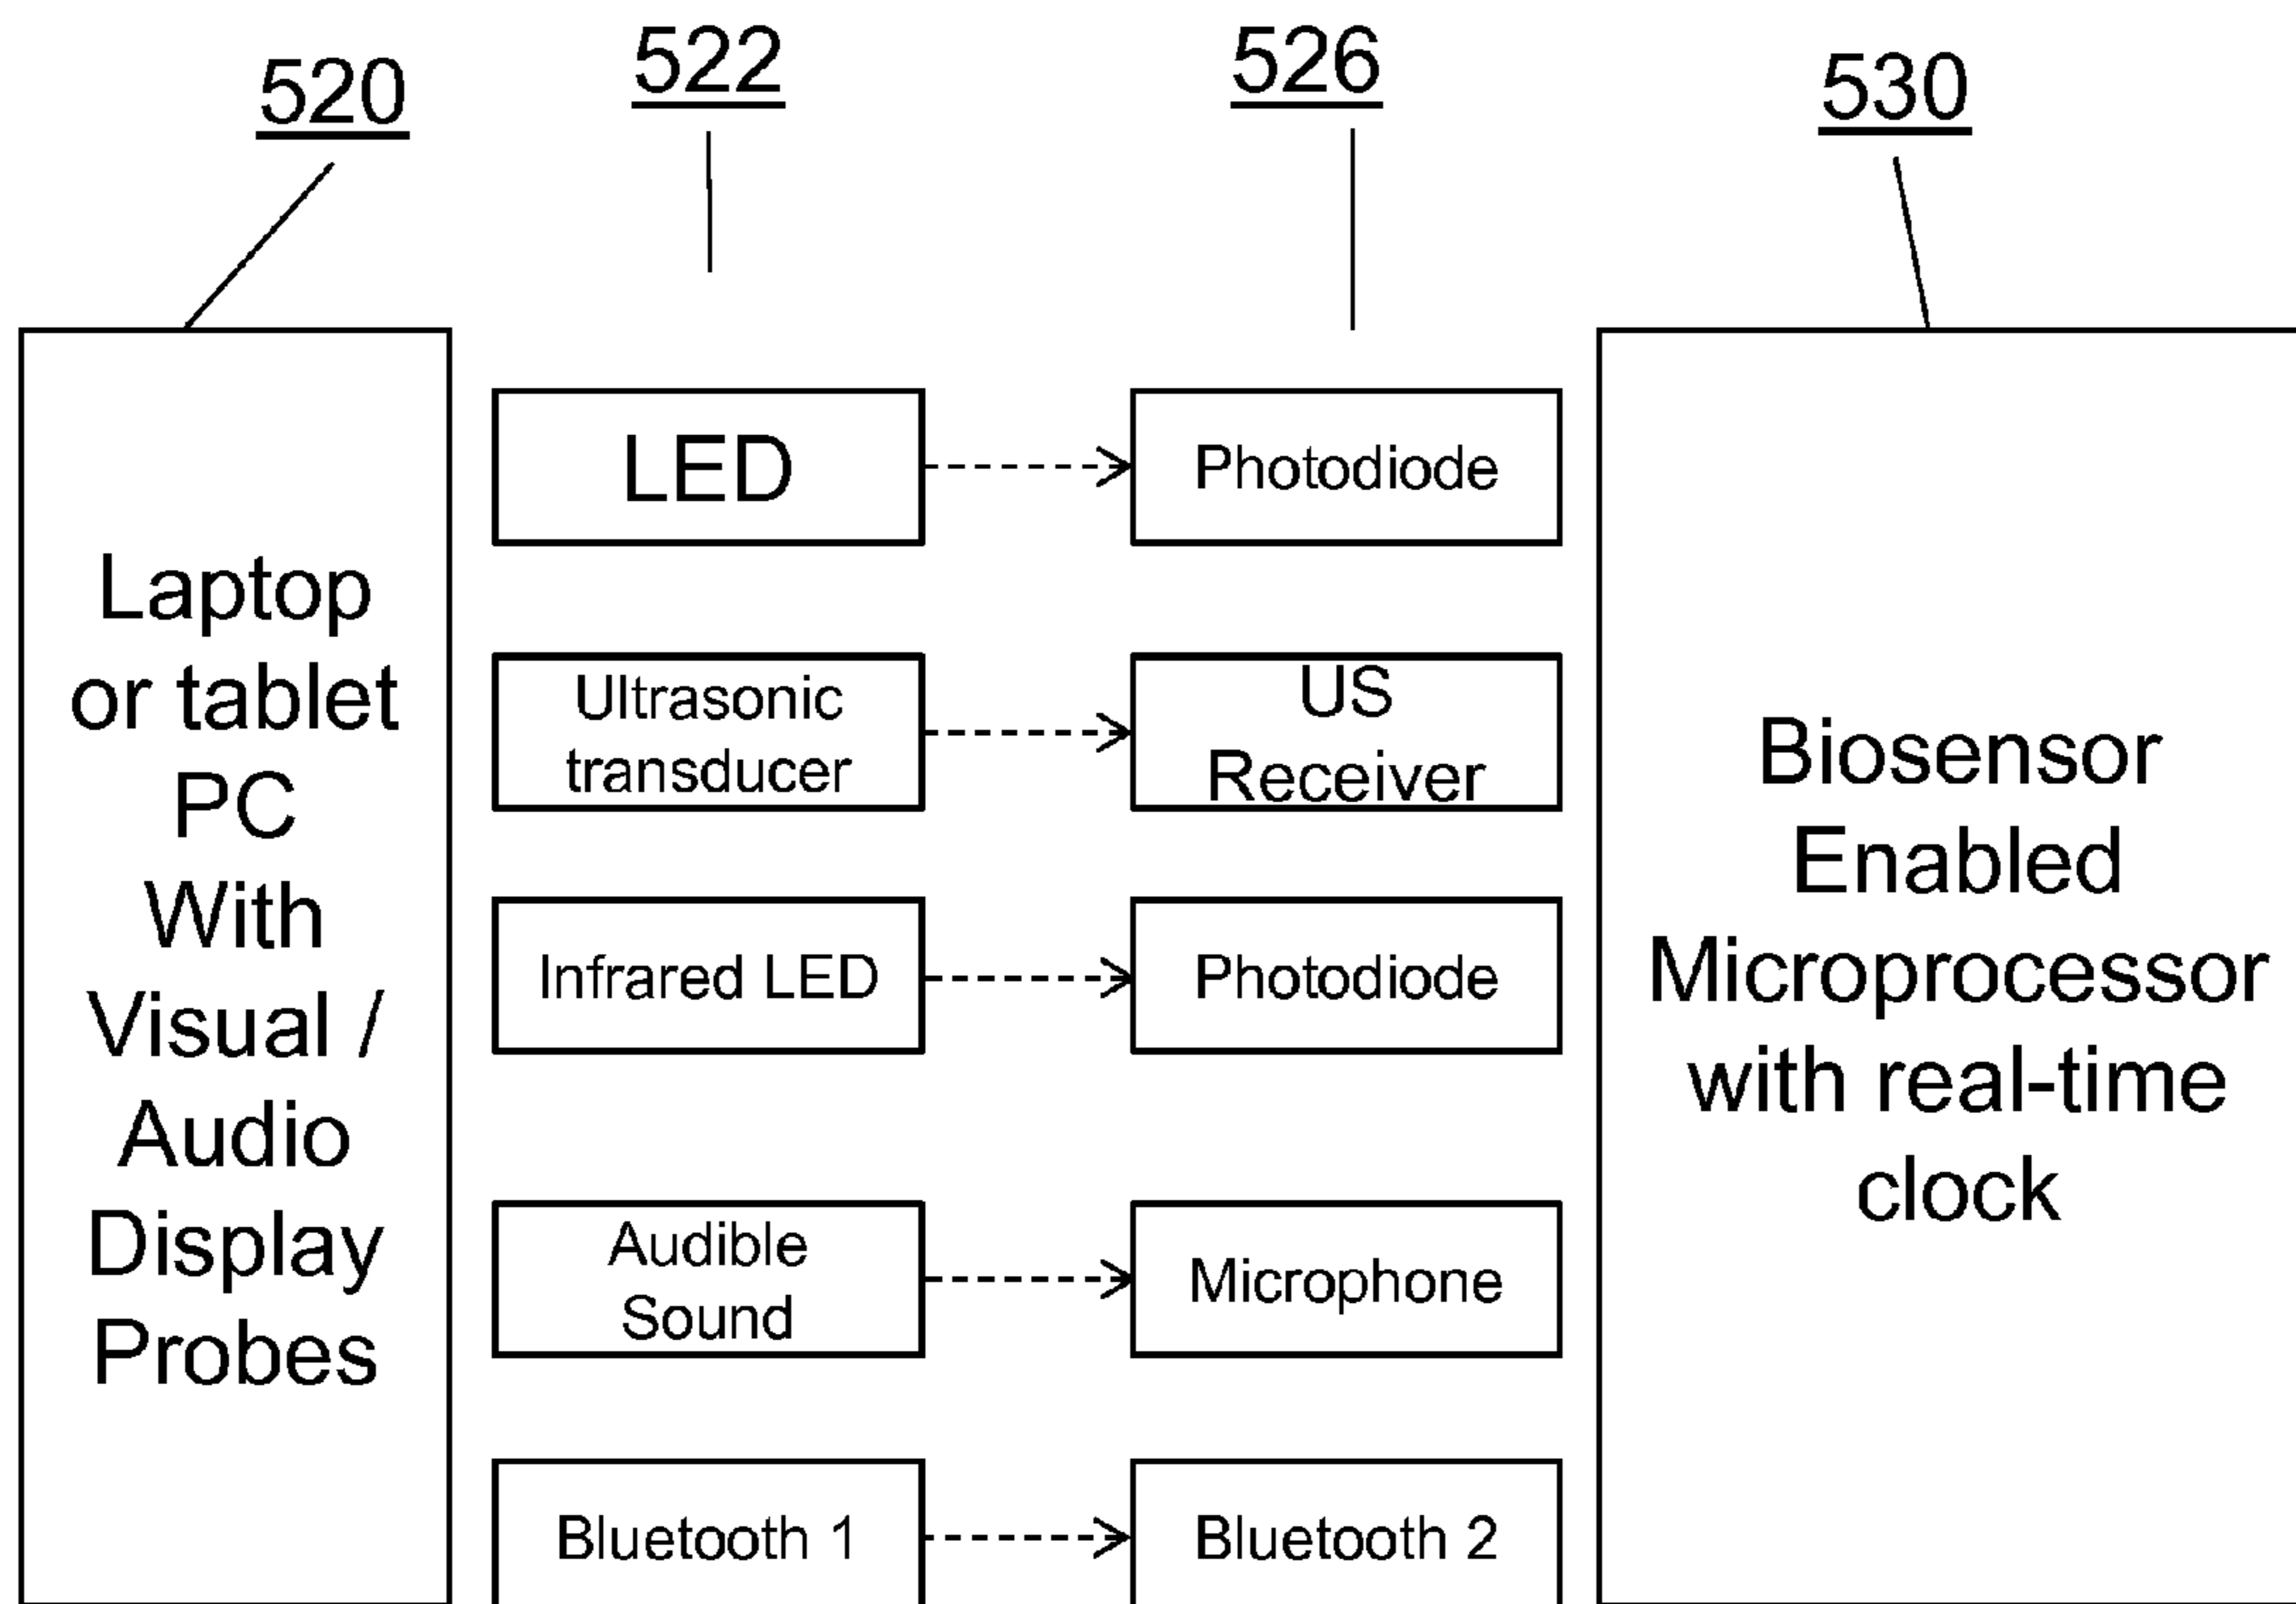 520
522
526
530
Laptop
or tablet
PC
With
Visual /
Audio
Display
Probes
LED
Photodiode
Ultrasonic
transducer
US
Receiver
Infrared LED
Photodiode
Audible
Sound
Microphone
Bluetooth 1
Bluetooth 2
Biosensor
Enabled
Microprocessor
with real-time
clock